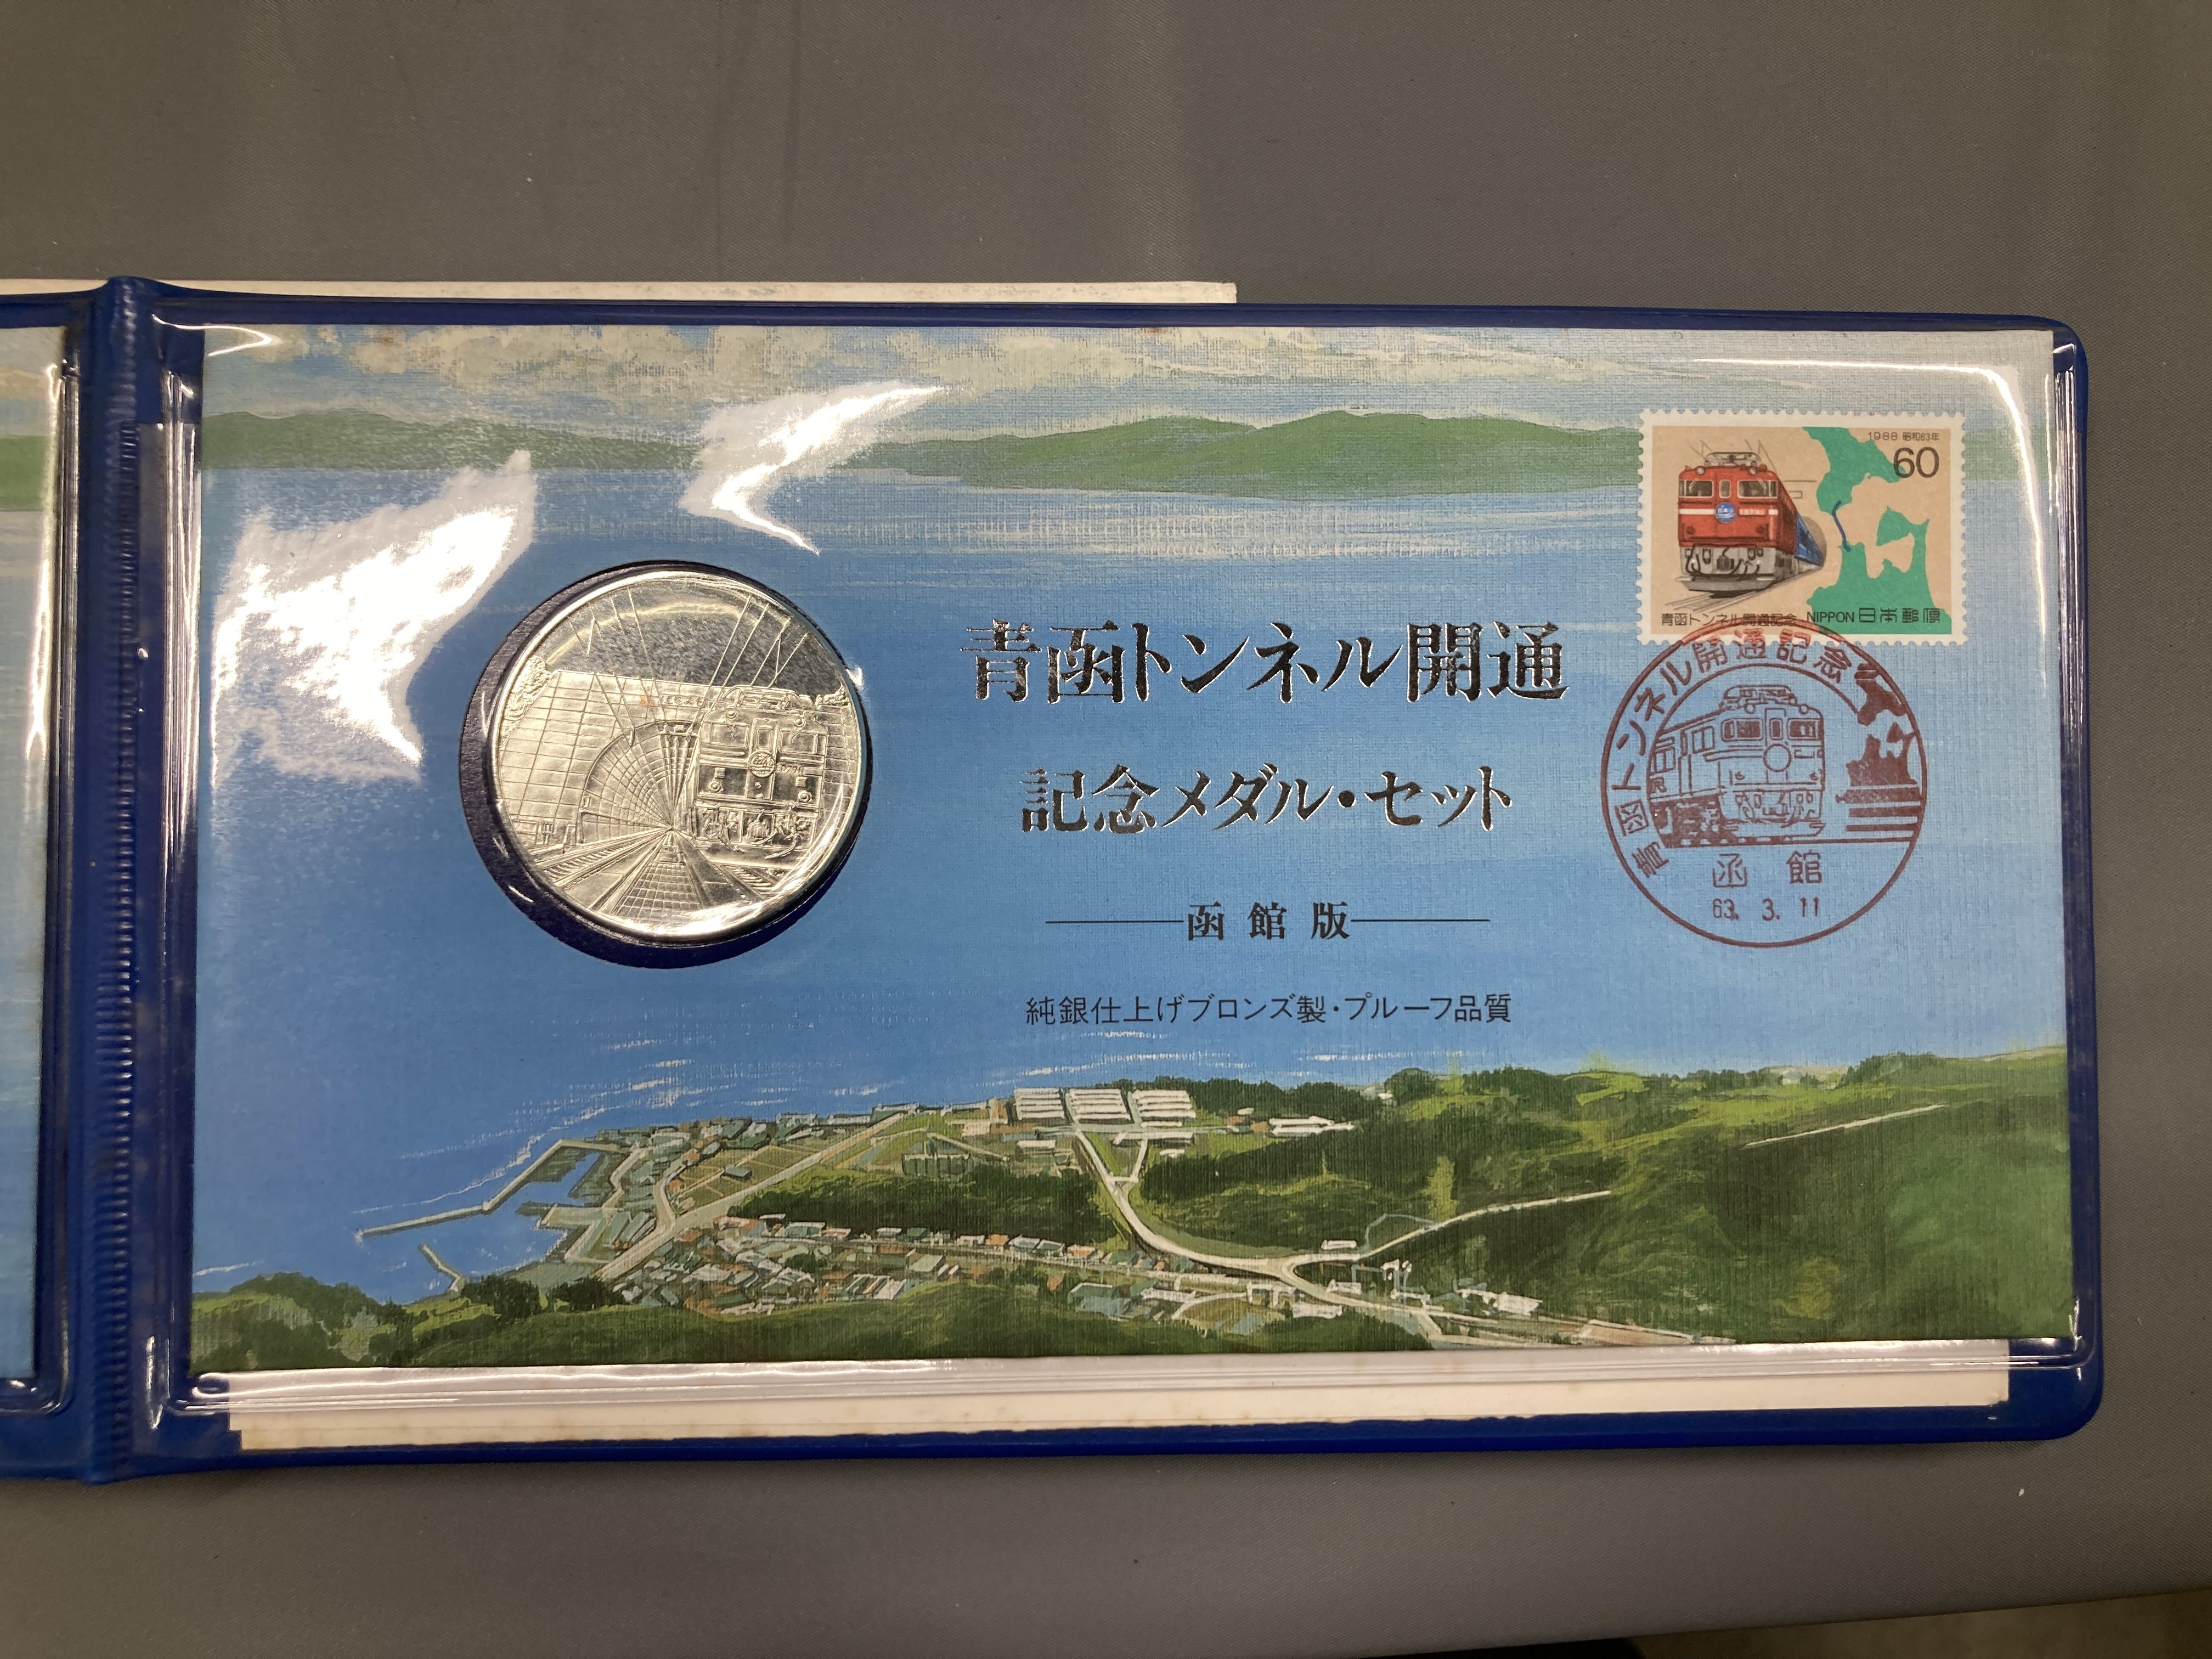 青函トンネル開通
記念メダル・セット
函館版
純銀仕上げブロンズ製・プルーフ品質
1988 昭和63年
60
青函トンネル開通記念 NIPPON 日本郵便
青函トンネル開通記念
函館
63. 3. 11